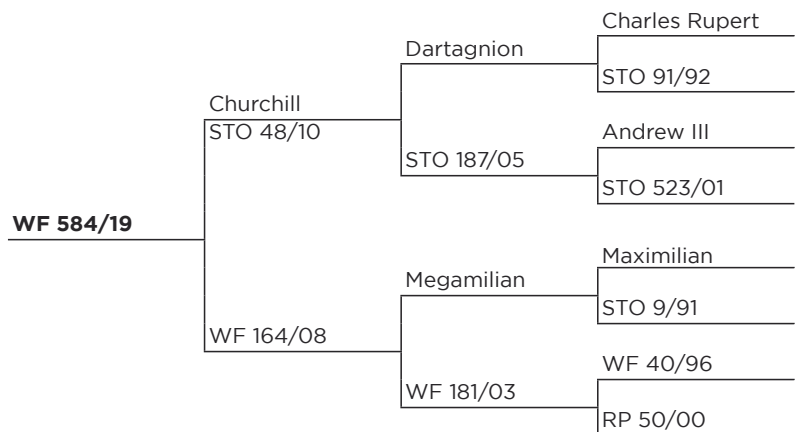 Charles Rupert
Dartagnion
STO 91/92
Churchill
STO 48/10
Andrew III
STO 187/05
STO 523/01
WF 584/19
Maximilian
Megamilian
STO 9/91
WF 164/08
WF 40/96
WF 181/03
RP 50/00